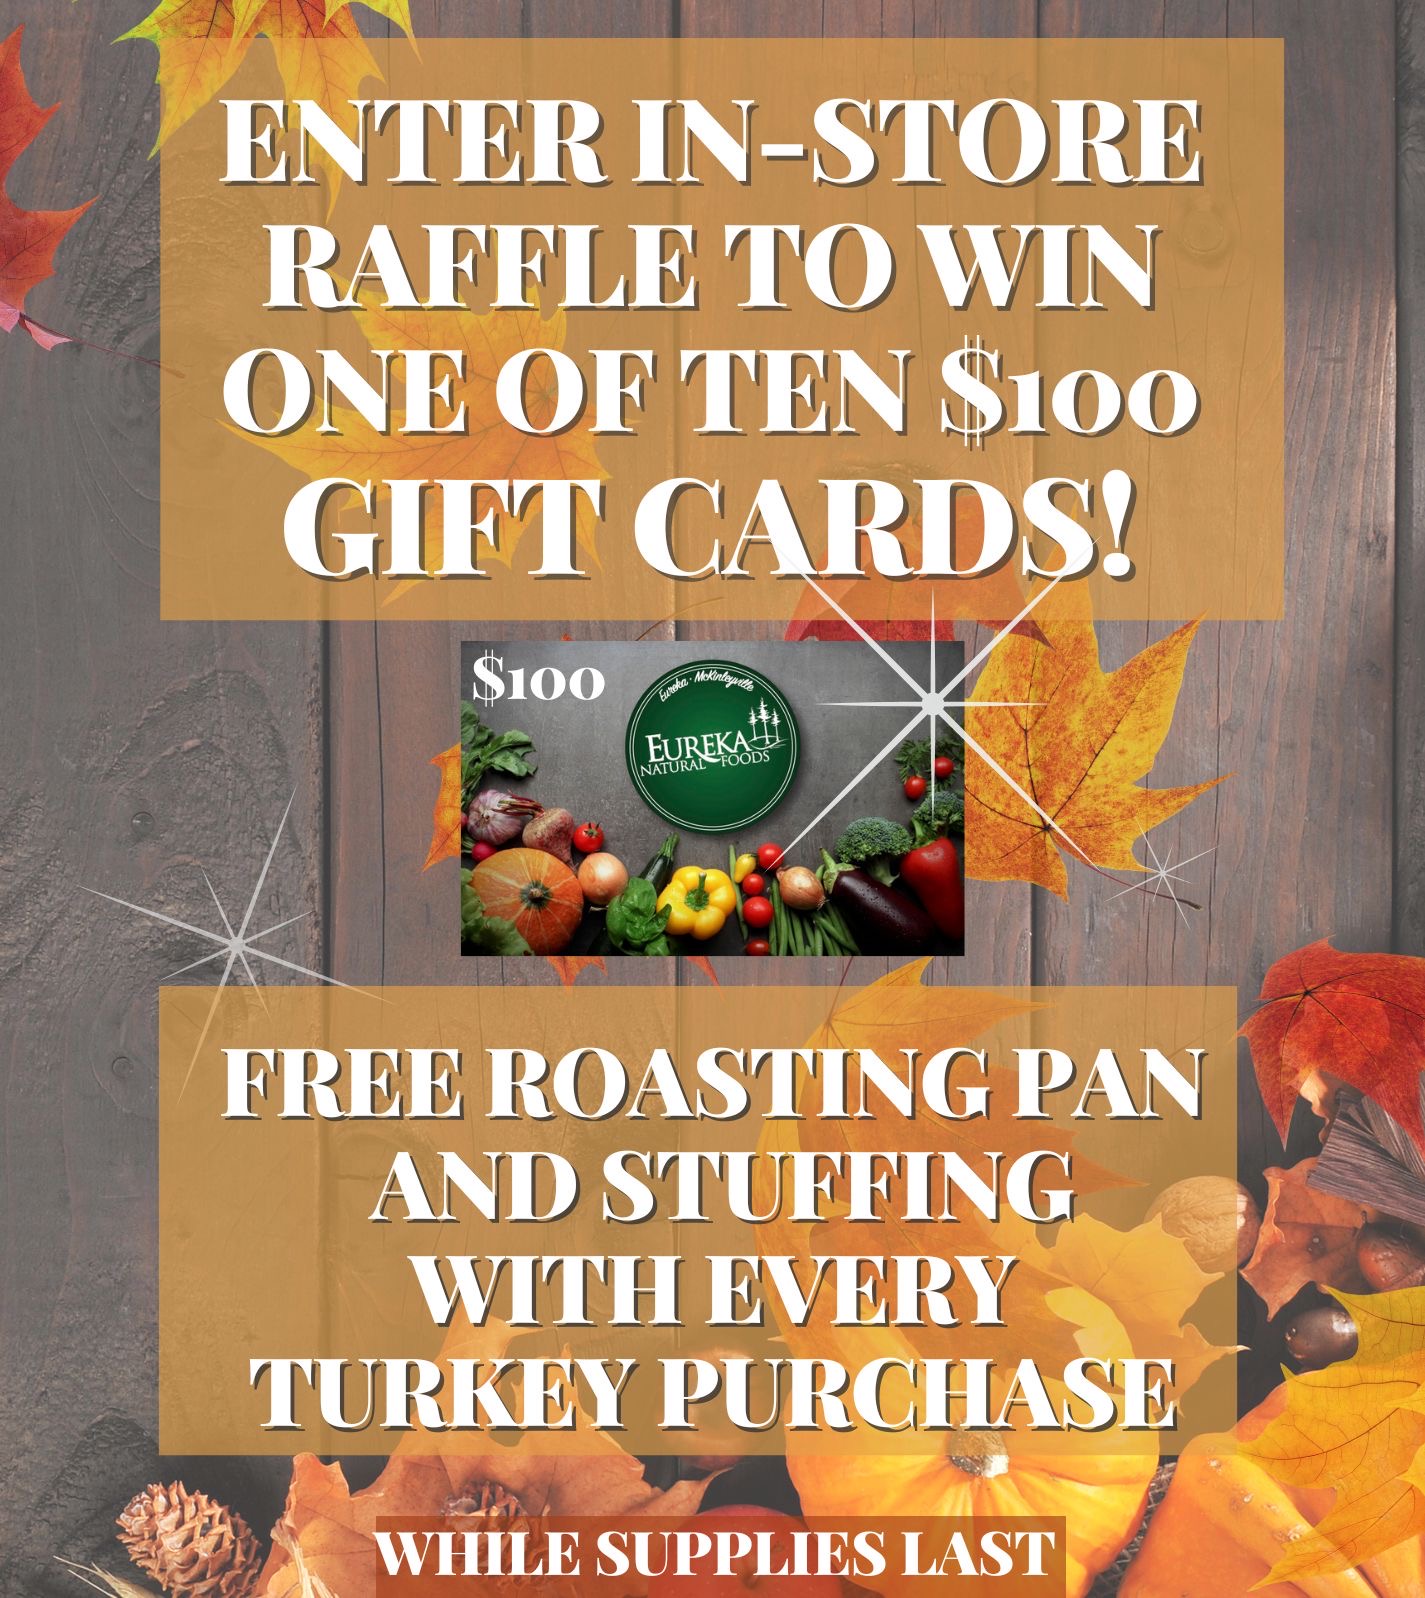 ENTER IN-STORE
RAFFLE TO WIN
ONE OF TEN $100
GIFT CARDS!
$100
Eureka · McKinleyville
EUREKA
NATURAL FOODS
FREE ROASTING PAN
AND STUFFING
WITH EVERY
TURKEY PURCHASE
WHILE SUPPLIES LAST